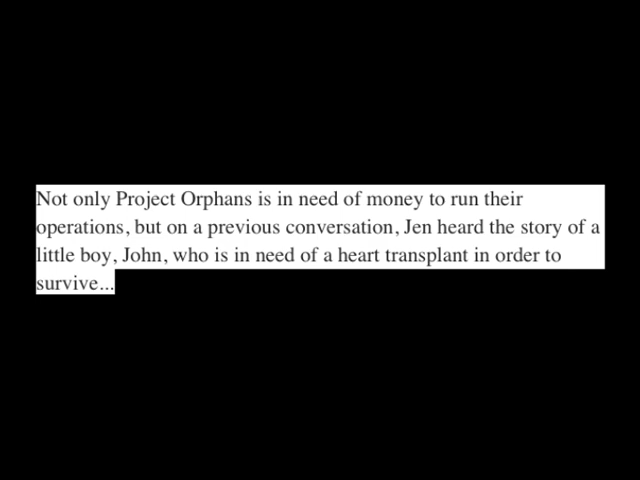 Not only Project Orphans is in need of money to run their
operations, but on a previous conversation, Jen heard the story of a
little boy, John, who is in need of a heart transplant in order to
survive...